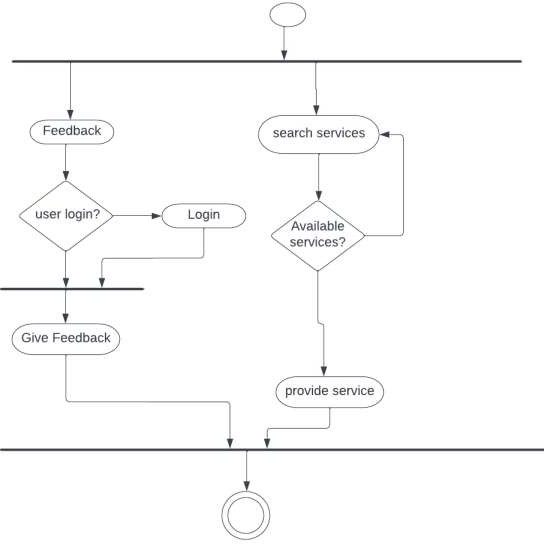 Feedback
search services
user login?
Login
Available
services?
Give Feedback
provide service